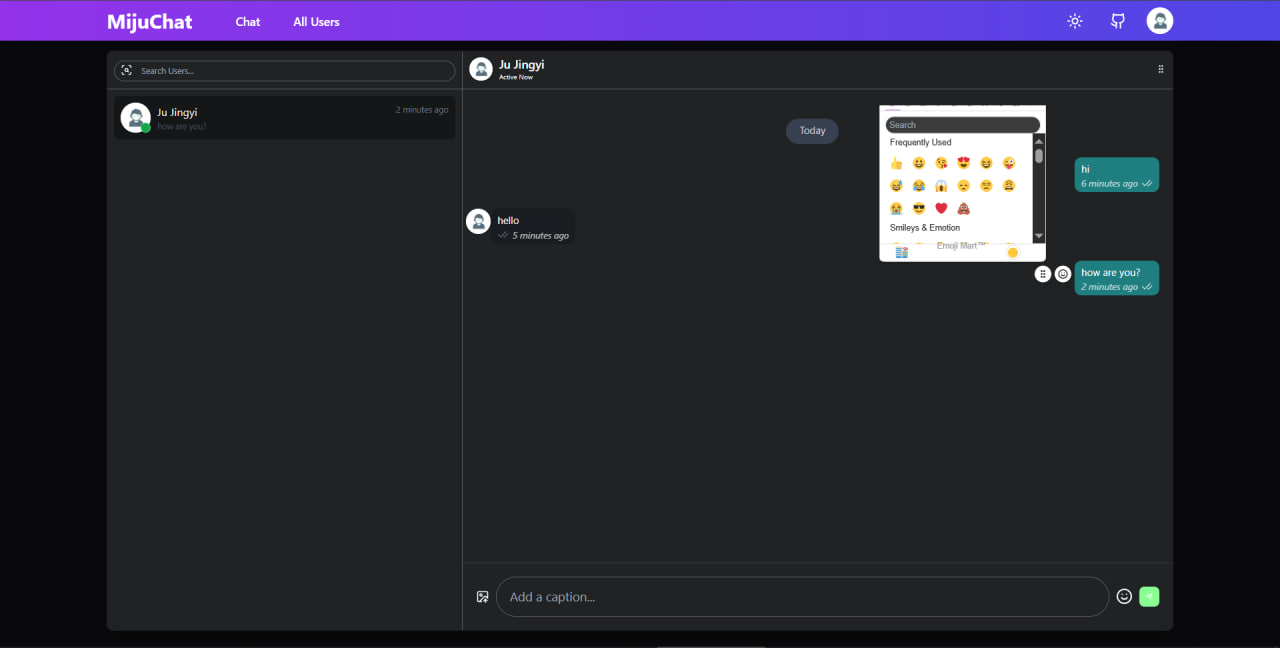 MijuChat
Chat
All Users
Search Users...
Ju Jingyi
2 minutes ago
how are you?
Ju Jingyi
Active Now
Today
Search
Frequently Used
Smileys & Emotion
Emoji Mart™
hi
6 minutes ago
hello
5 minutes ago
how are you?
2 minutes ago
Add a caption...